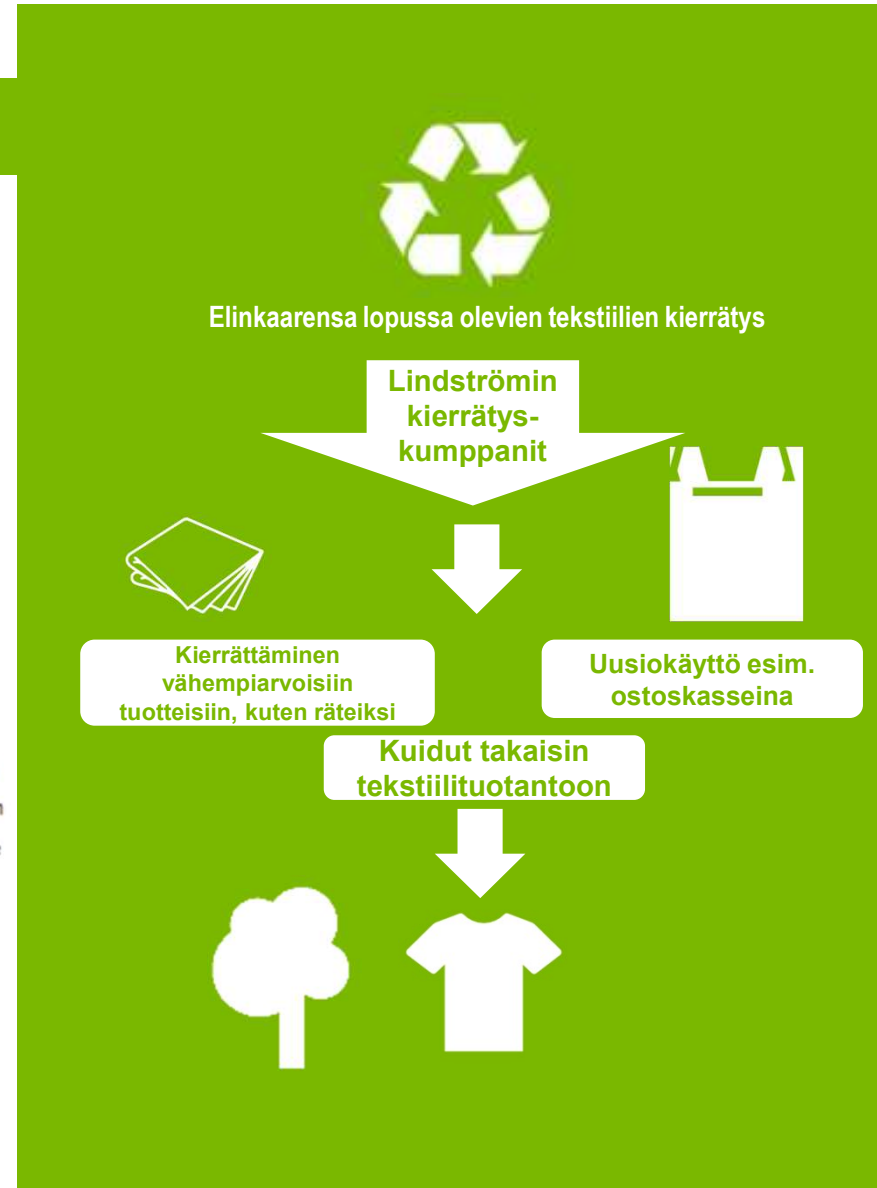 Elinkaarensa lopussa olevien tekstiilien kierrätys
Lindströmin
kierrätys-
kumppanit
Kierrättäminen
vähempiarvoisiin
tuotteisiin, kuten räteiksi
Uusiokäyttö esim.
ostoskasseina
Kuidut takaisin
tekstiilituotantoon